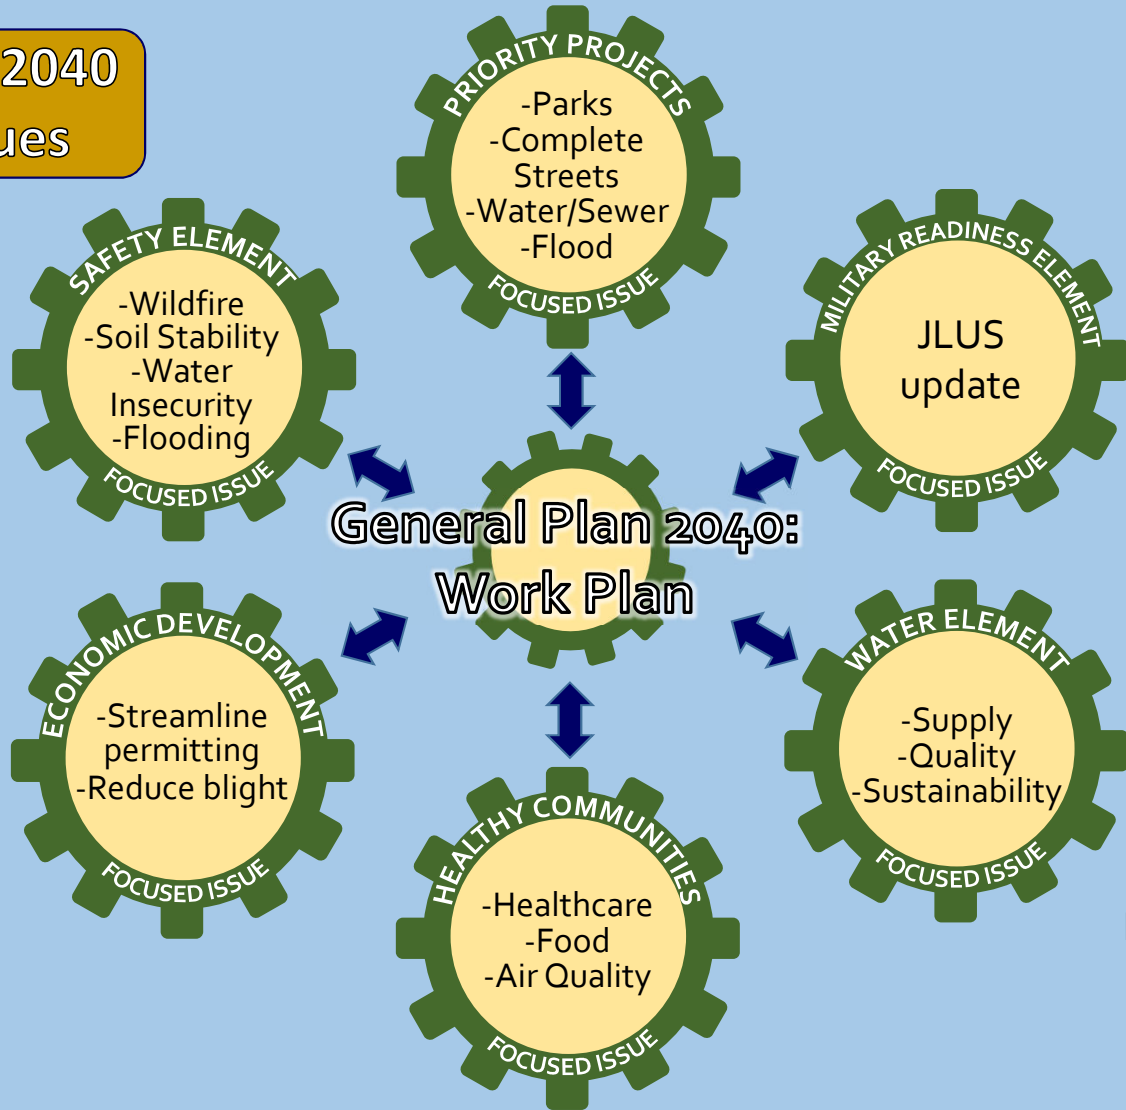 2040
ues
PRIORITY PROJECTS
-Parks
-Complete
Streets
-Water/Sewer
-Flood
FOCUSED ISSUE
SAFETY ELEMENT
-Wildfire
-Soil Stability
-Water
Insecurity
-Flooding
FOCUSED ISSUE
MILITARY READINESS ELEMENT
JLUS
update
FOCUSED ISSUE
General Plan 2040:
Work Plan
ECONOMIC DEVELOPMENT
-Streamline
permitting
-Reduce blight
FOCUSED ISSUE
WATER ELEMENT
-Supply
-Quality
-Sustainability
FOCUSED ISSUE
HEALTHY COMMUNITIES
-Healthcare
-Food
-Air Quality
FOCUSED ISSUE